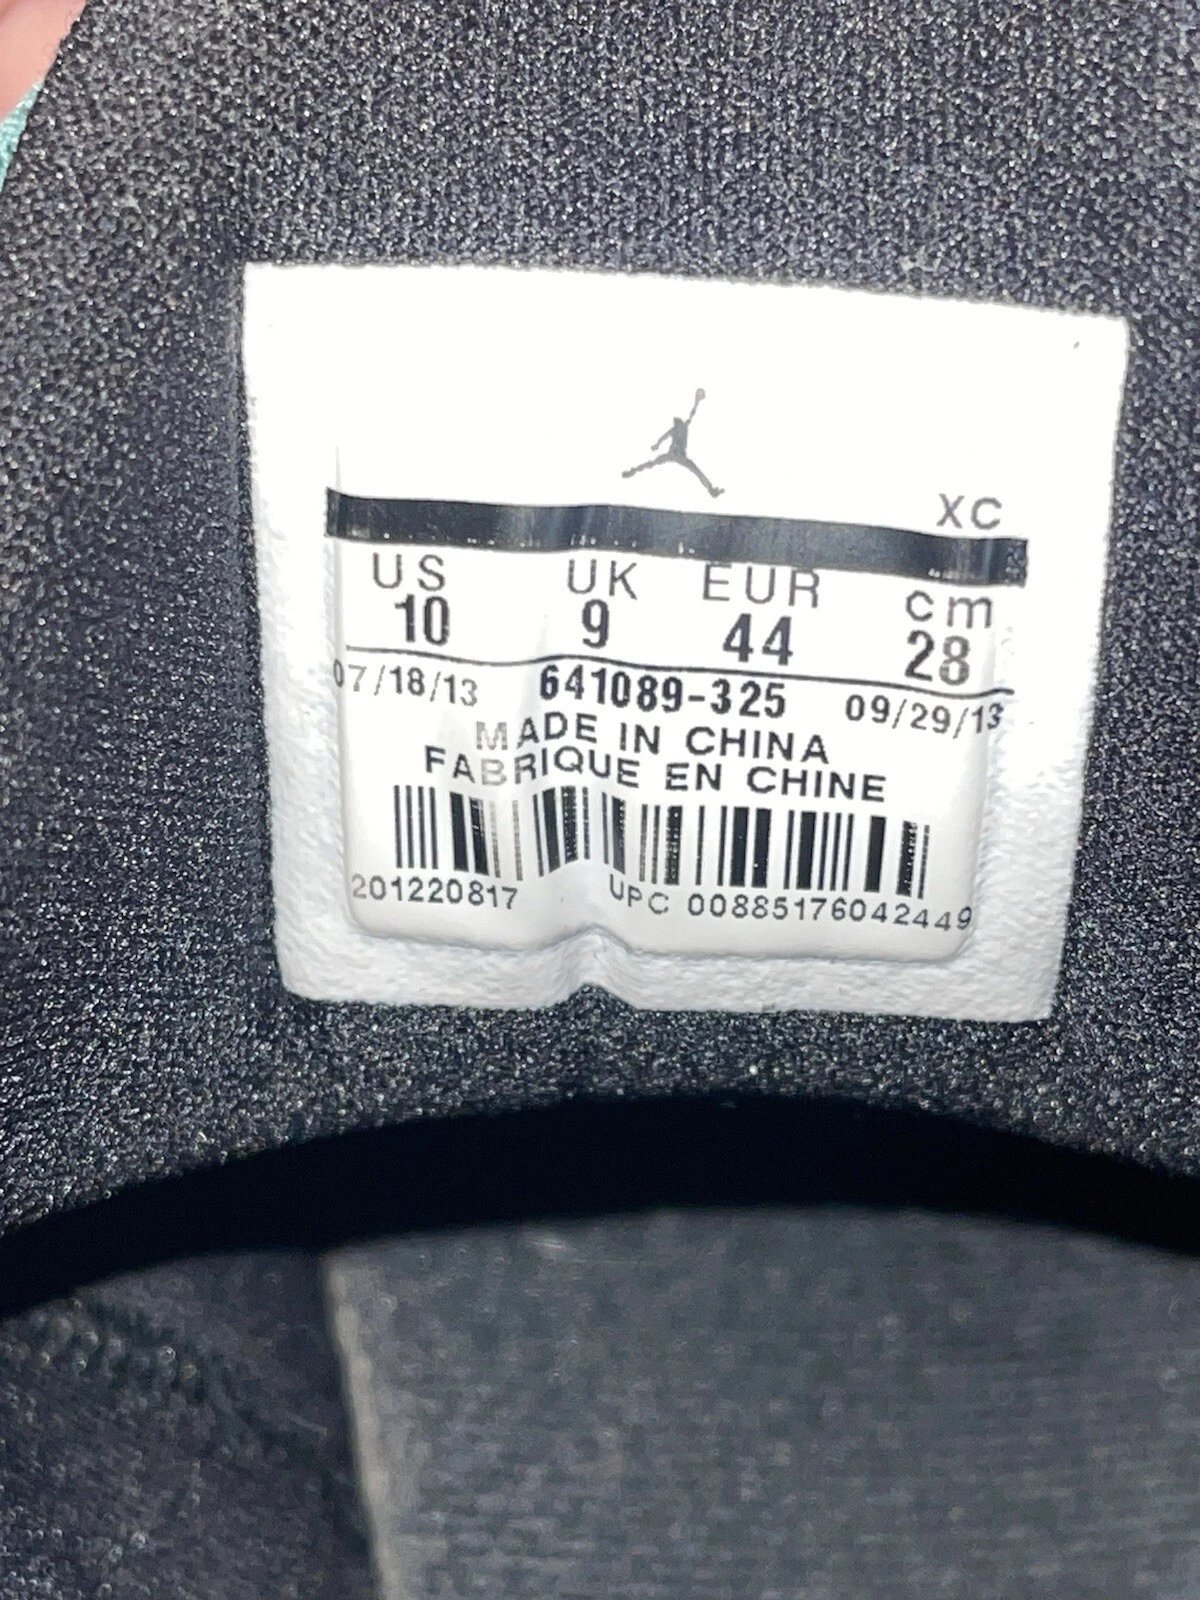 XC
US UK EUR cm
10 9 44 28
07/18/13 641089-325 09/29/13
MADE IN CHINA
FABRIQUE EN CHINE
201220817 UPC 00885176042449